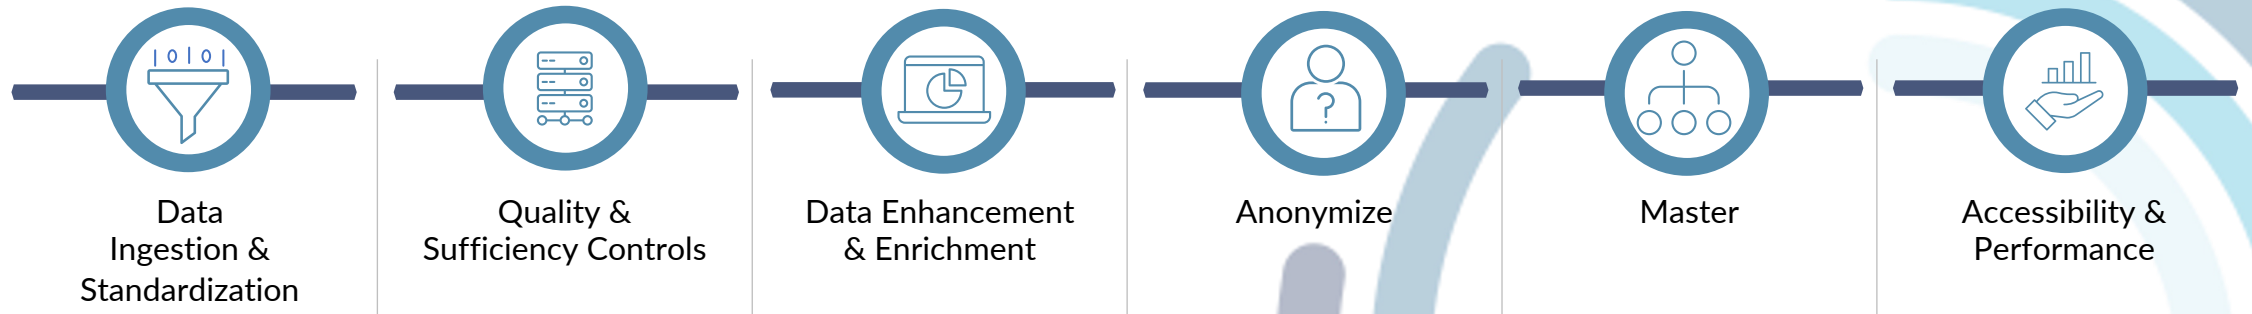 Data
Ingestion &
Standardization
Quality &
Sufficiency Controls
Data Enhancement
& Enrichment
Anonymize
Master
Accessibility &
Performance